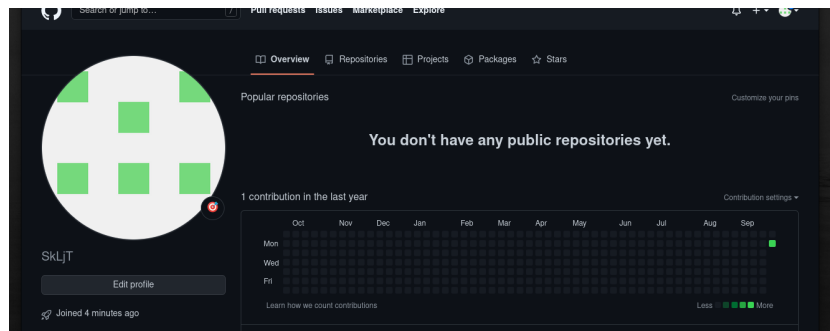 Search or jump to... /
Pull requests Issues Marketplace Explore
Overview Repositories Projects Packages Stars
Popular repositories
Customize your pins
You don't have any public repositories yet.
1 contribution in the last year
Contribution settings
Oct Nov Dec Jan Feb Mar Apr May Jun Jul Aug Sep
Mon
Wed
Fri
Learn how we count contributions
Less More
SkLjT
Edit profile
Joined 4 minutes ago